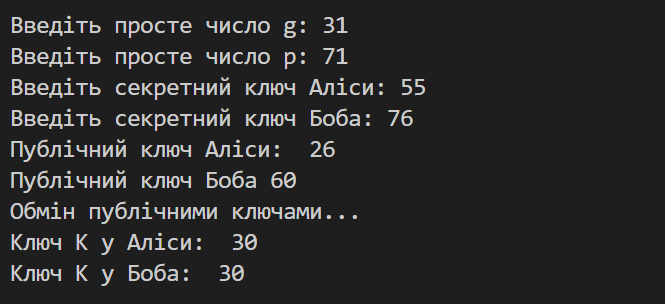 Введіть просте число g: 31
Введіть просте число p: 71
Введіть секретний ключ Аліси: 55
Введіть секретний ключ Боба: 76
Публічний ключ Аліси:  26
Публічний ключ Боба 60
Обмін публічними ключами...
Ключ К у Аліси:  30
Ключ К у Боба:  30